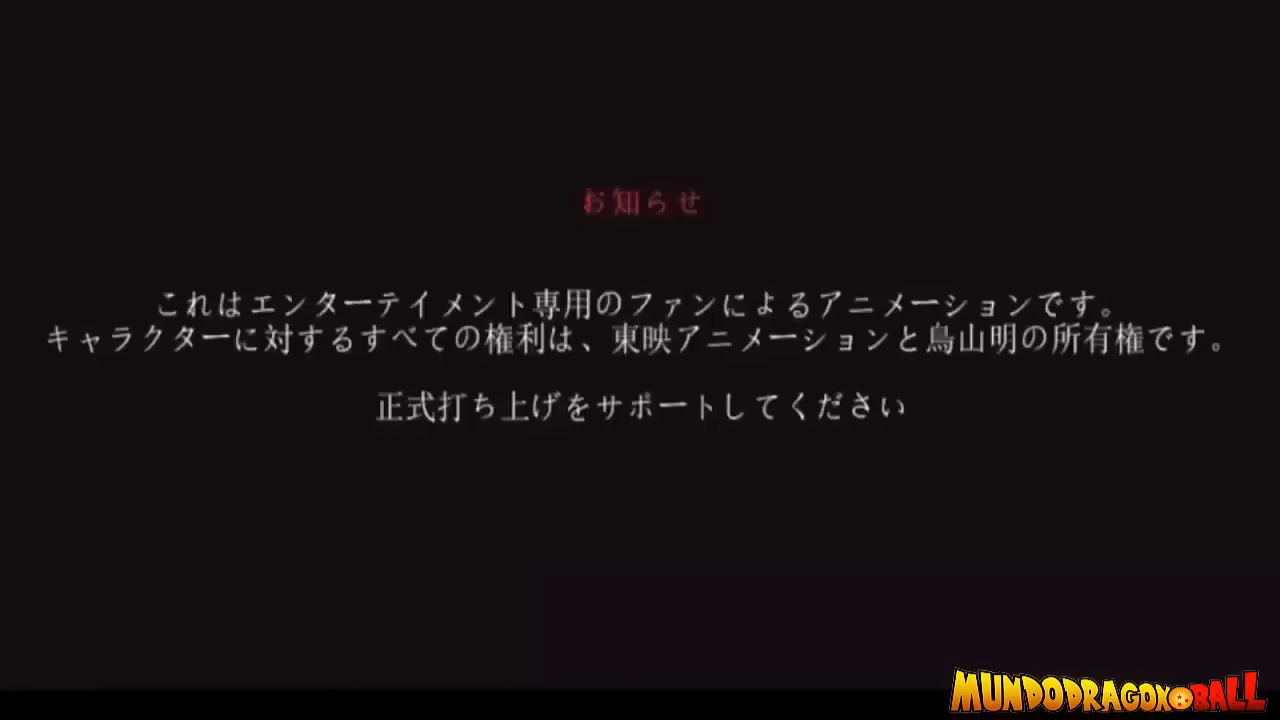 お知らせ
これはエンターテイメント専用のファンによるアニメーションです。
キャラクターに対するすべての権利は、東映アニメーションと鳥山明の所有権です。
正式打ち上げをサポートしてください
MUNDODRAGONBALL